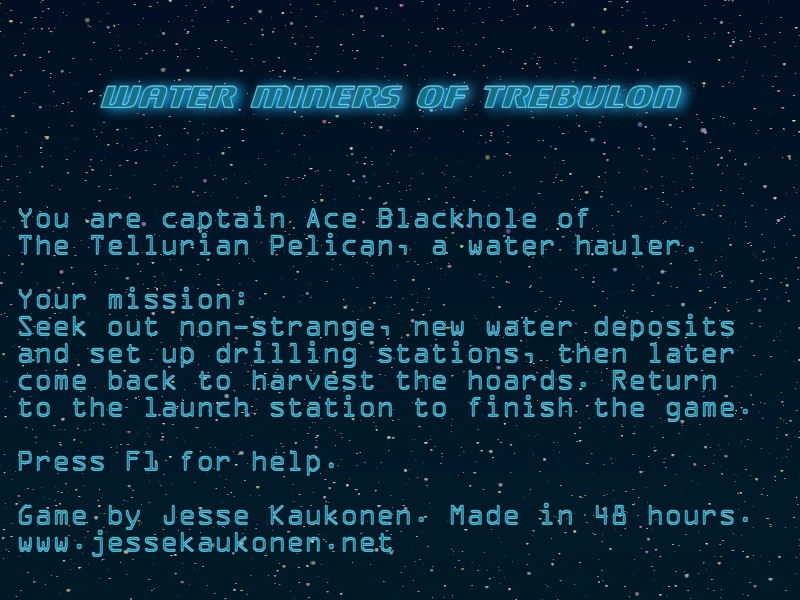 WATER MINERS OF TREBULON
You are captain Ace Blackhole of
The Tellurian Pelican, a water hauler.
Your mission:
Seek out non-strange, new water deposits
and set up drilling stations, then later
come back to harvest the hoards. Return
to the launch station to finish the game.
Press F1 for help.
Game by Jesse Kaukonen. Made in 48 hours.
www.jessekaukonen.net